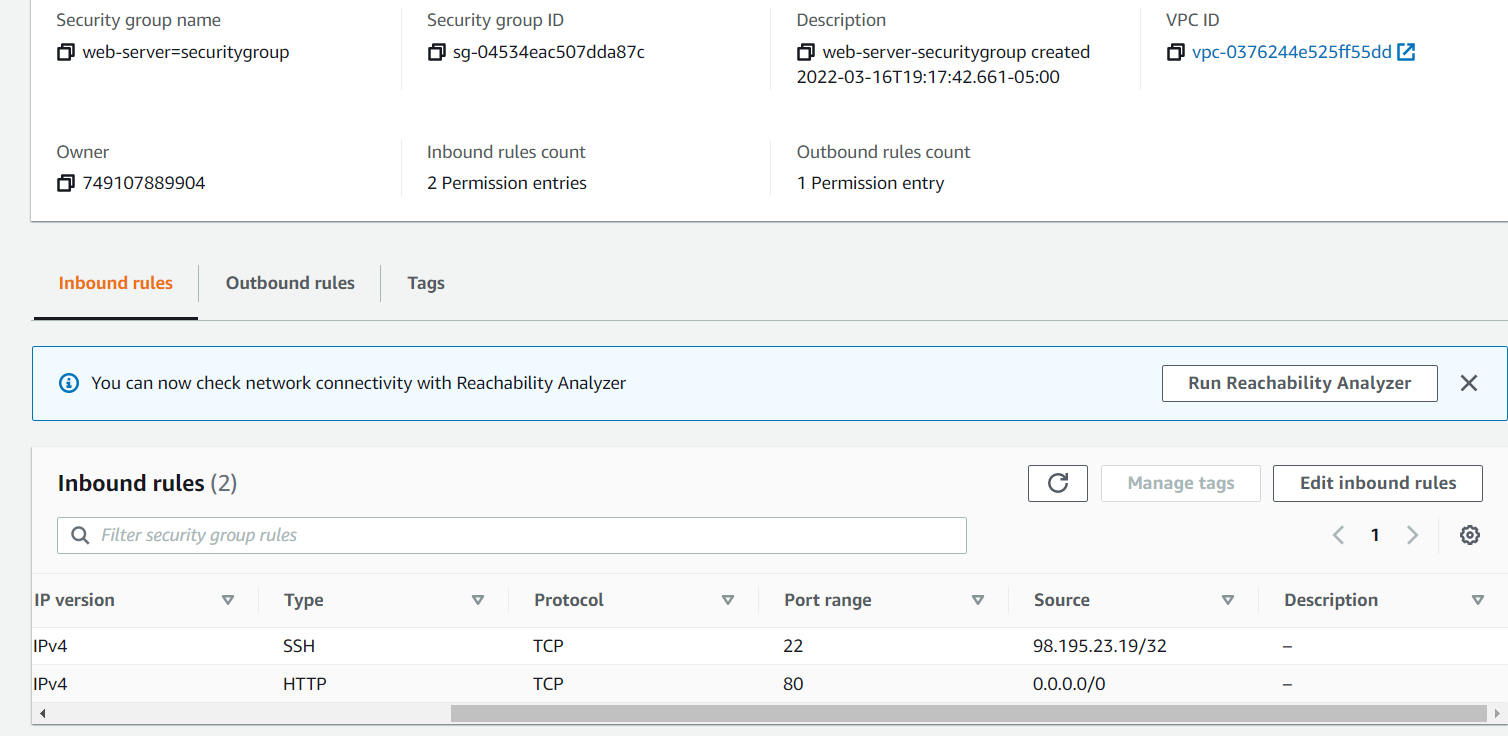 Security group name
web-server=securitygroup
Security group ID
sg-04534eac507dda87c
Description
web-server-securitygroup created
2022-03-16T19:17:42.661-05:00
VPC ID
vpc-0376244e525ff55dd
Owner
749107889904
Inbound rules count
2 Permission entries
Outbound rules count
1 Permission entry
Inbound rules Outbound rules Tags
You can now check network connectivity with Reachability Analyzer
Run Reachability Analyzer
Inbound rules (2)
Manage tags
Edit inbound rules
Filter security group rules
1
IP version Type Protocol Port range Source Description
IPv4 SSH TCP 22 98.195.23.19/32 –
IPv4 HTTP TCP 80 0.0.0.0/0 –